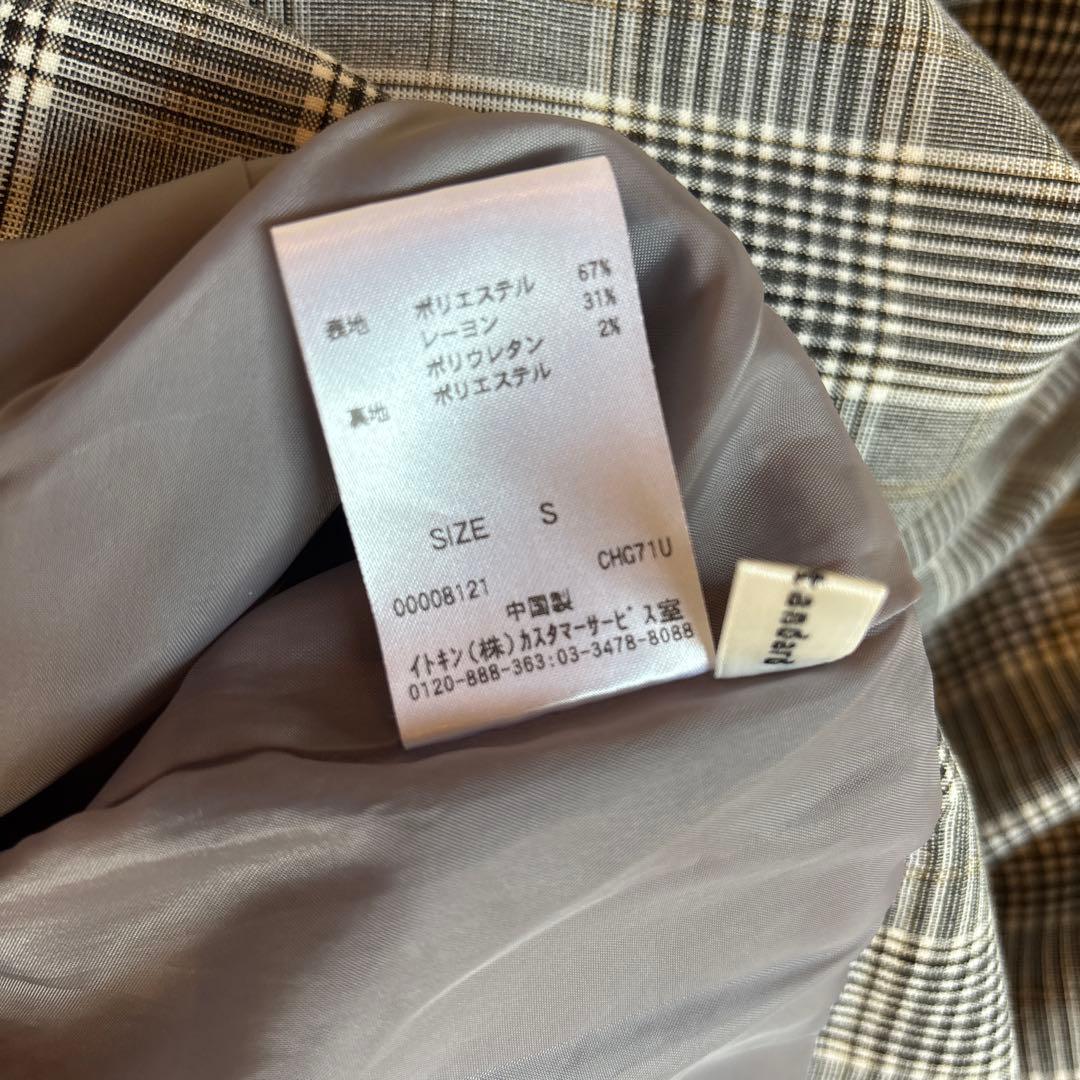 表地 ポリエステル 67%
レーヨン 31%
ポリウレタン 2%
裏地 ポリエステル
SIZE S
00008121 CHG71U
中国製
イトキン(株)カスタマーサービス室
0120-888-363:03-3478-8088
tandard